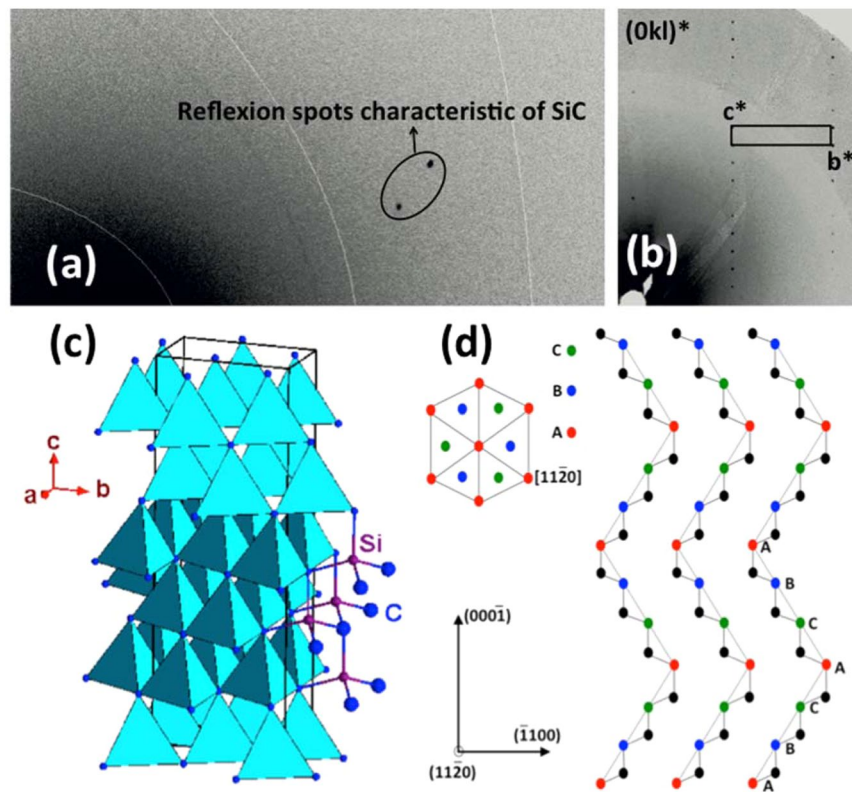 Reflexion spots characteristic of SiC
(a)
(0kl)*
c*
b*
(b)
(c)
c
a
b
Si
C
(d)
C
B
A
[112̄0]
(0001̄)
(1̄100)
(112̄0)
A
B
C
A
C
B
A